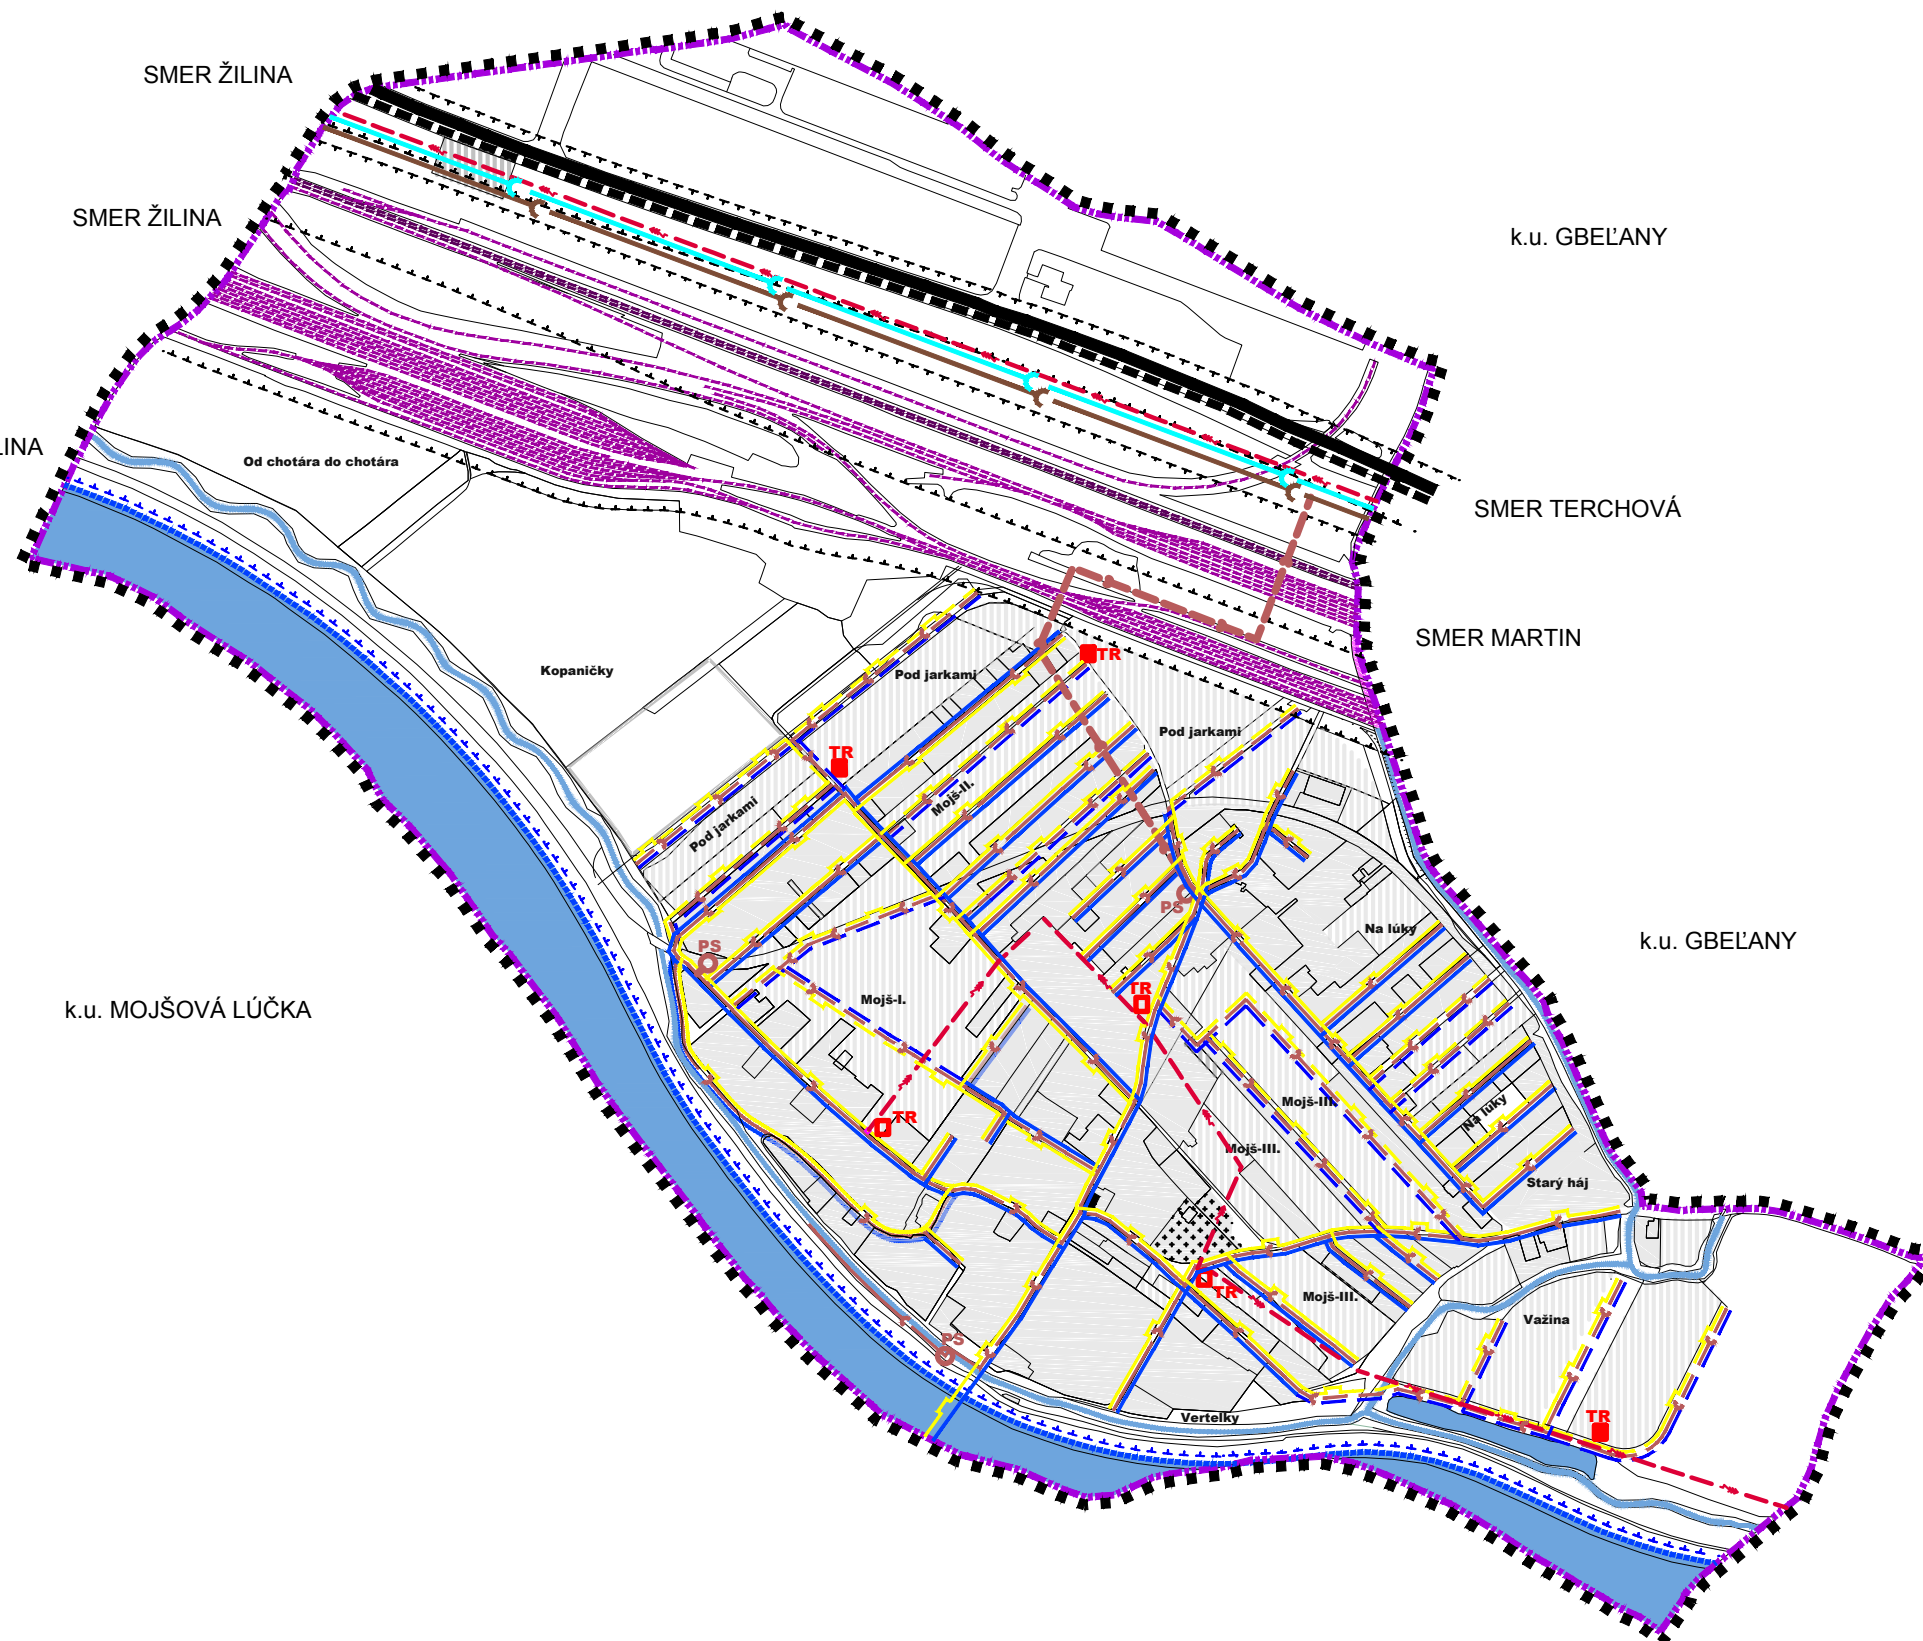 SMER ŽILINA
SMER ŽILINA
k.u. GBEĽANY
LINA
Od chotára do chotára
SMER TERCHOVÁ
SMER MARTIN
TR
Kopaničky
Pod jarkami
Pod jarkami
TR
Mojš-II.
Pod jarkami
PS
Na lúky
k.u. GBEĽANY
PS
TR
Mojš-I.
k.u. MOJŠOVÁ LÚČKA
Mojš-III.
Na lúky
TR
Mojš-III.
Starý háj
TR
Mojš-III.
Važina
PS
Vertelky
TR